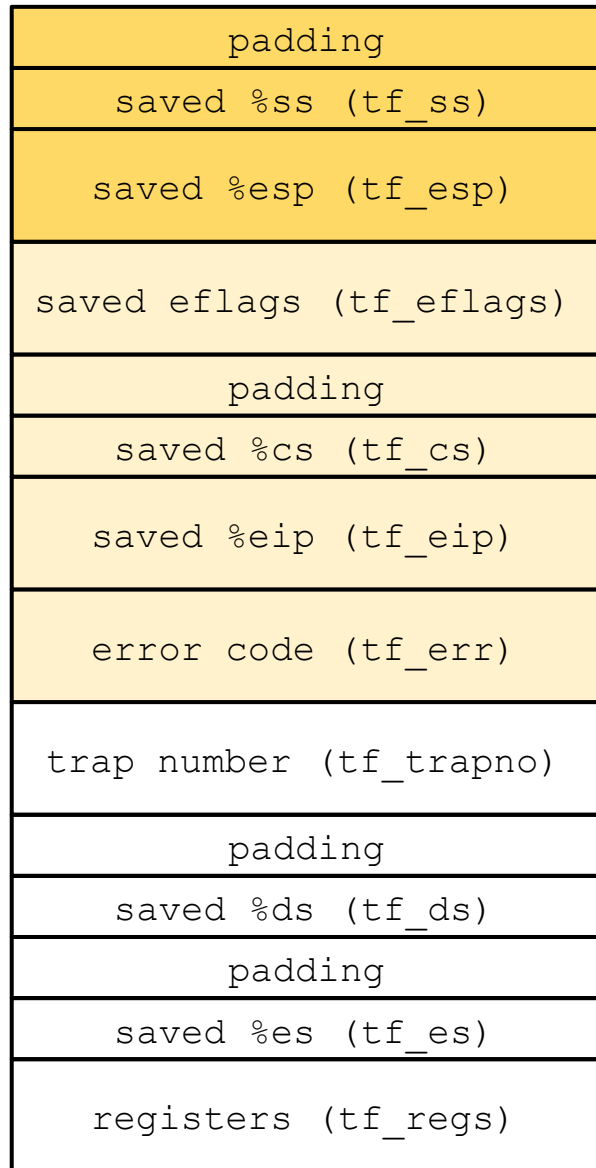 padding
saved %ss (tf_ss)
saved %esp (tf_esp)
saved eflags (tf_eflags)
padding
saved %cs (tf_cs)
saved %eip (tf_eip)
error code (tf_err)
trap number (tf_trapno)
padding
saved %ds (tf_ds)
padding
saved %es (tf_es)
registers (tf_regs)